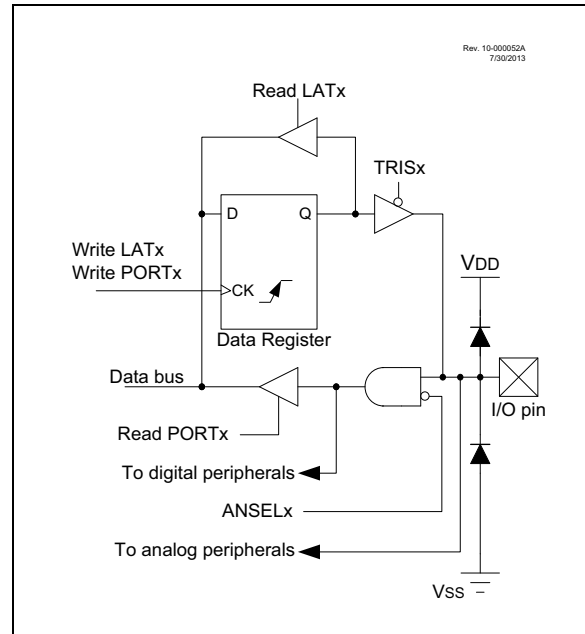 Rev. 10-000052A
7/30/2013
Read LATx
TRISx
D
Q
Write LATx
Write PORTx
CK
VDD
Data Register
Data bus
I/O pin
Read PORTx
To digital peripherals
ANSELx
To analog peripherals
VSS